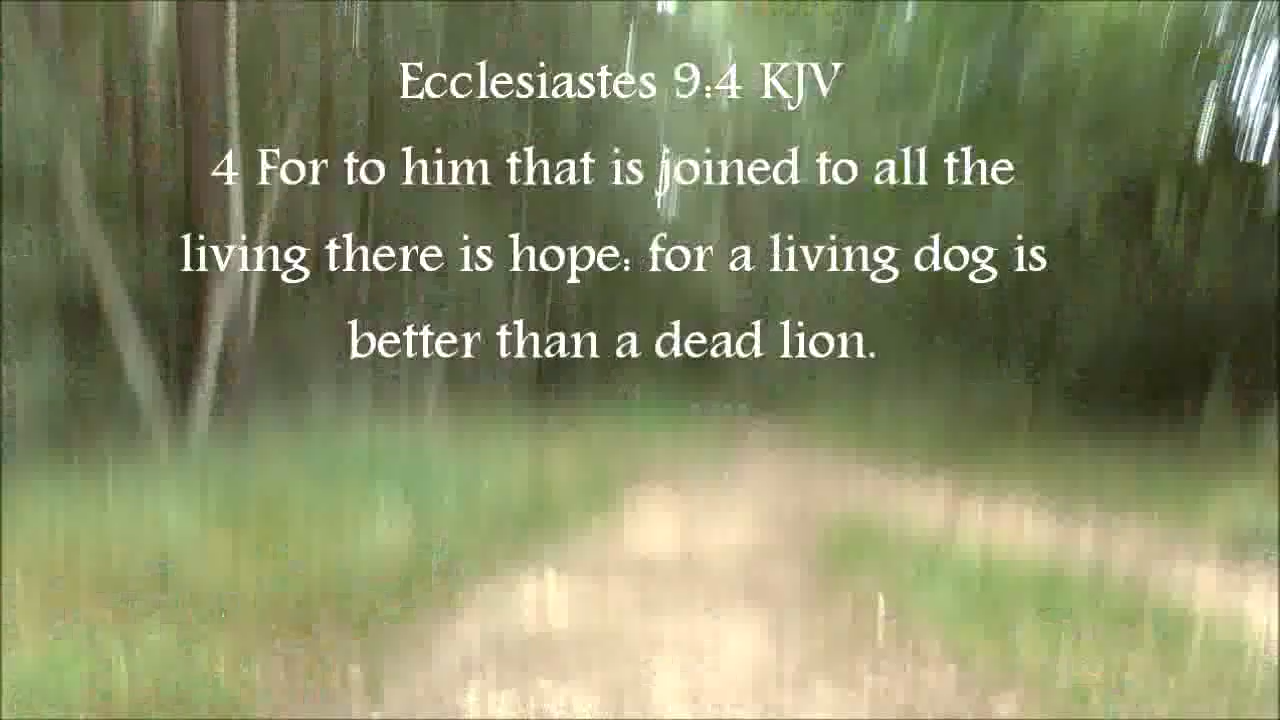 Ecclesiastes 9:4 KJV
4 For to him that is joined to all the
living there is hope: for a living dog is
better than a dead lion.